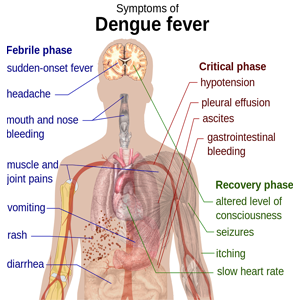 Symptoms of
Dengue fever
Febrile phase
sudden-onset fever
headache
mouth and nose
bleeding
muscle and
joint pains
vomiting
rash
diarrhea
Critical phase
hypotension
pleural effusion
ascites
gastrointestinal
bleeding
Recovery phase
altered level of
consciousness
seizures
itching
slow heart rate